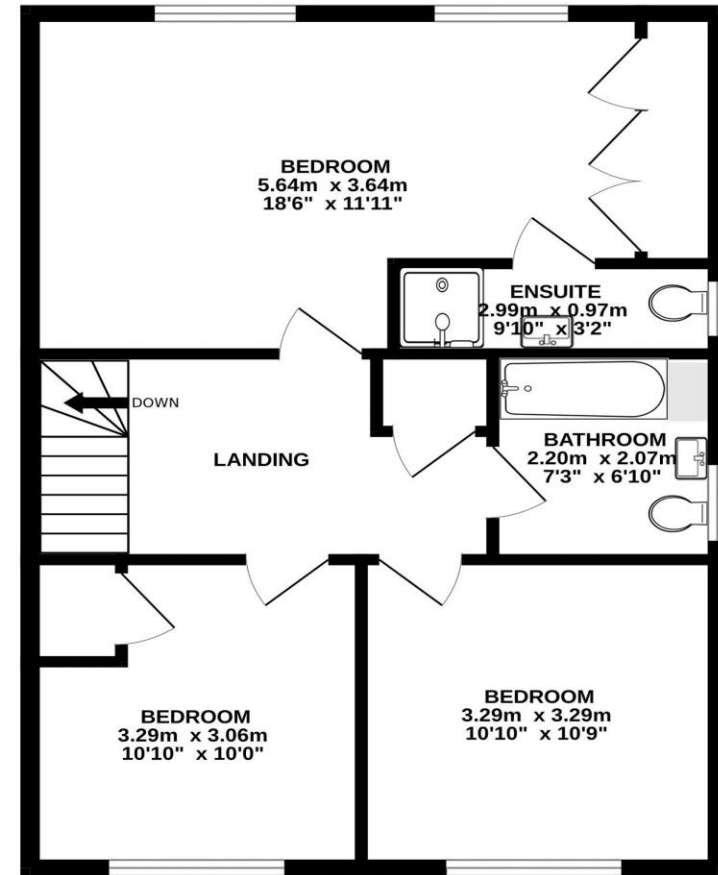 BEDROOM
5.64m x 3.64m
18'6" x 11'11"
ENSUITE
2.99m x 0.97m
9'10" x 3'2"
DOWN
LANDING
BATHROOM
2.20m x 2.07m
7'3" x 6'10"
BEDROOM
3.29m x 3.06m
10'10" x 10'0"
BEDROOM
3.29m x 3.29m
10'10" x 10'9"